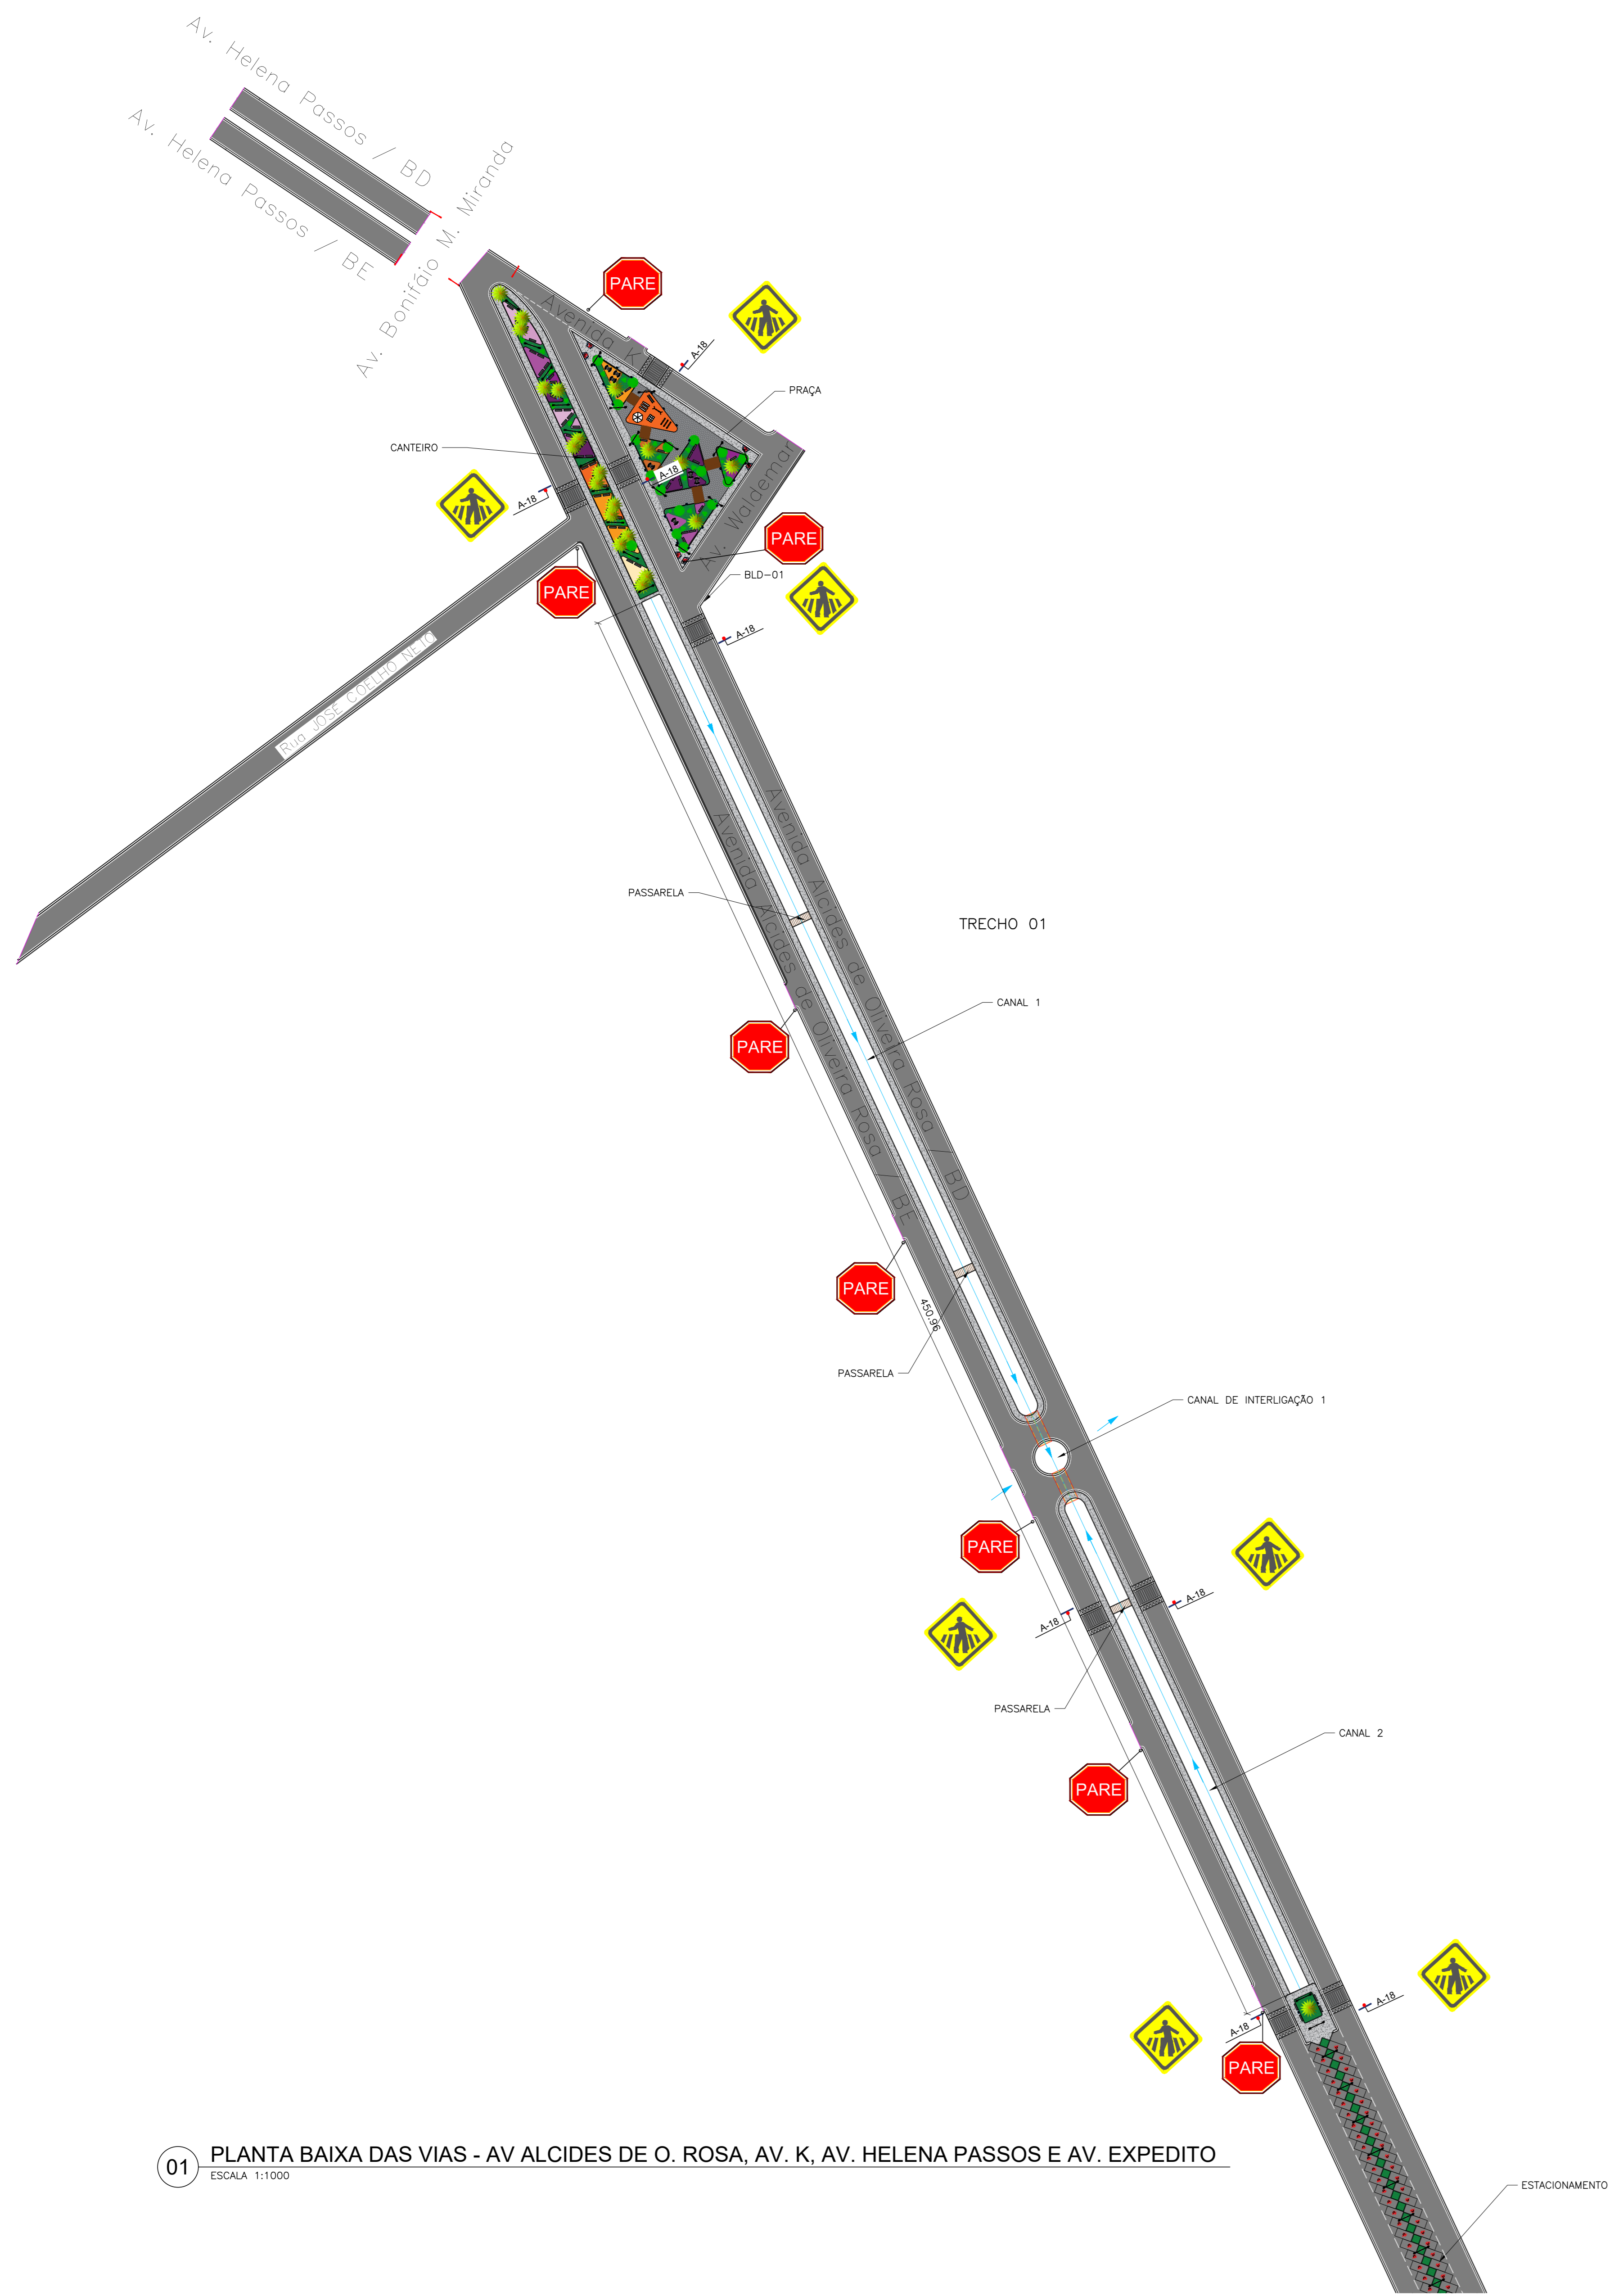 Av. Helena Passos / BD
Av. Helena Passos / BE
Av. Bonifáio M. Miranda
PARE
Avenida K
A-18
PRAÇA
CANTEIRO
A-18
A-18
Av. Waldemar
PARE
PARE
BLD-01
A-18
Rua JOSÉ COELHO NETO
Avenida Alcides de Oliveira Rosa / BD
Avenida Alcides de Oliveira Rosa / BE
PASSARELA
TRECHO 01
CANAL 1
PARE
PARE
450.96
PASSARELA
CANAL DE INTERLIGAÇÃO 1
PARE
A-18
A-18
PASSARELA
CANAL 2
PARE
A-18
A-18
PARE
01
PLANTA BAIXA DAS VIAS - AV ALCIDES DE O. ROSA, AV. K, AV. HELENA PASSOS E AV. EXPEDITO
ESCALA 1:1000
ESTACIONAMENTO